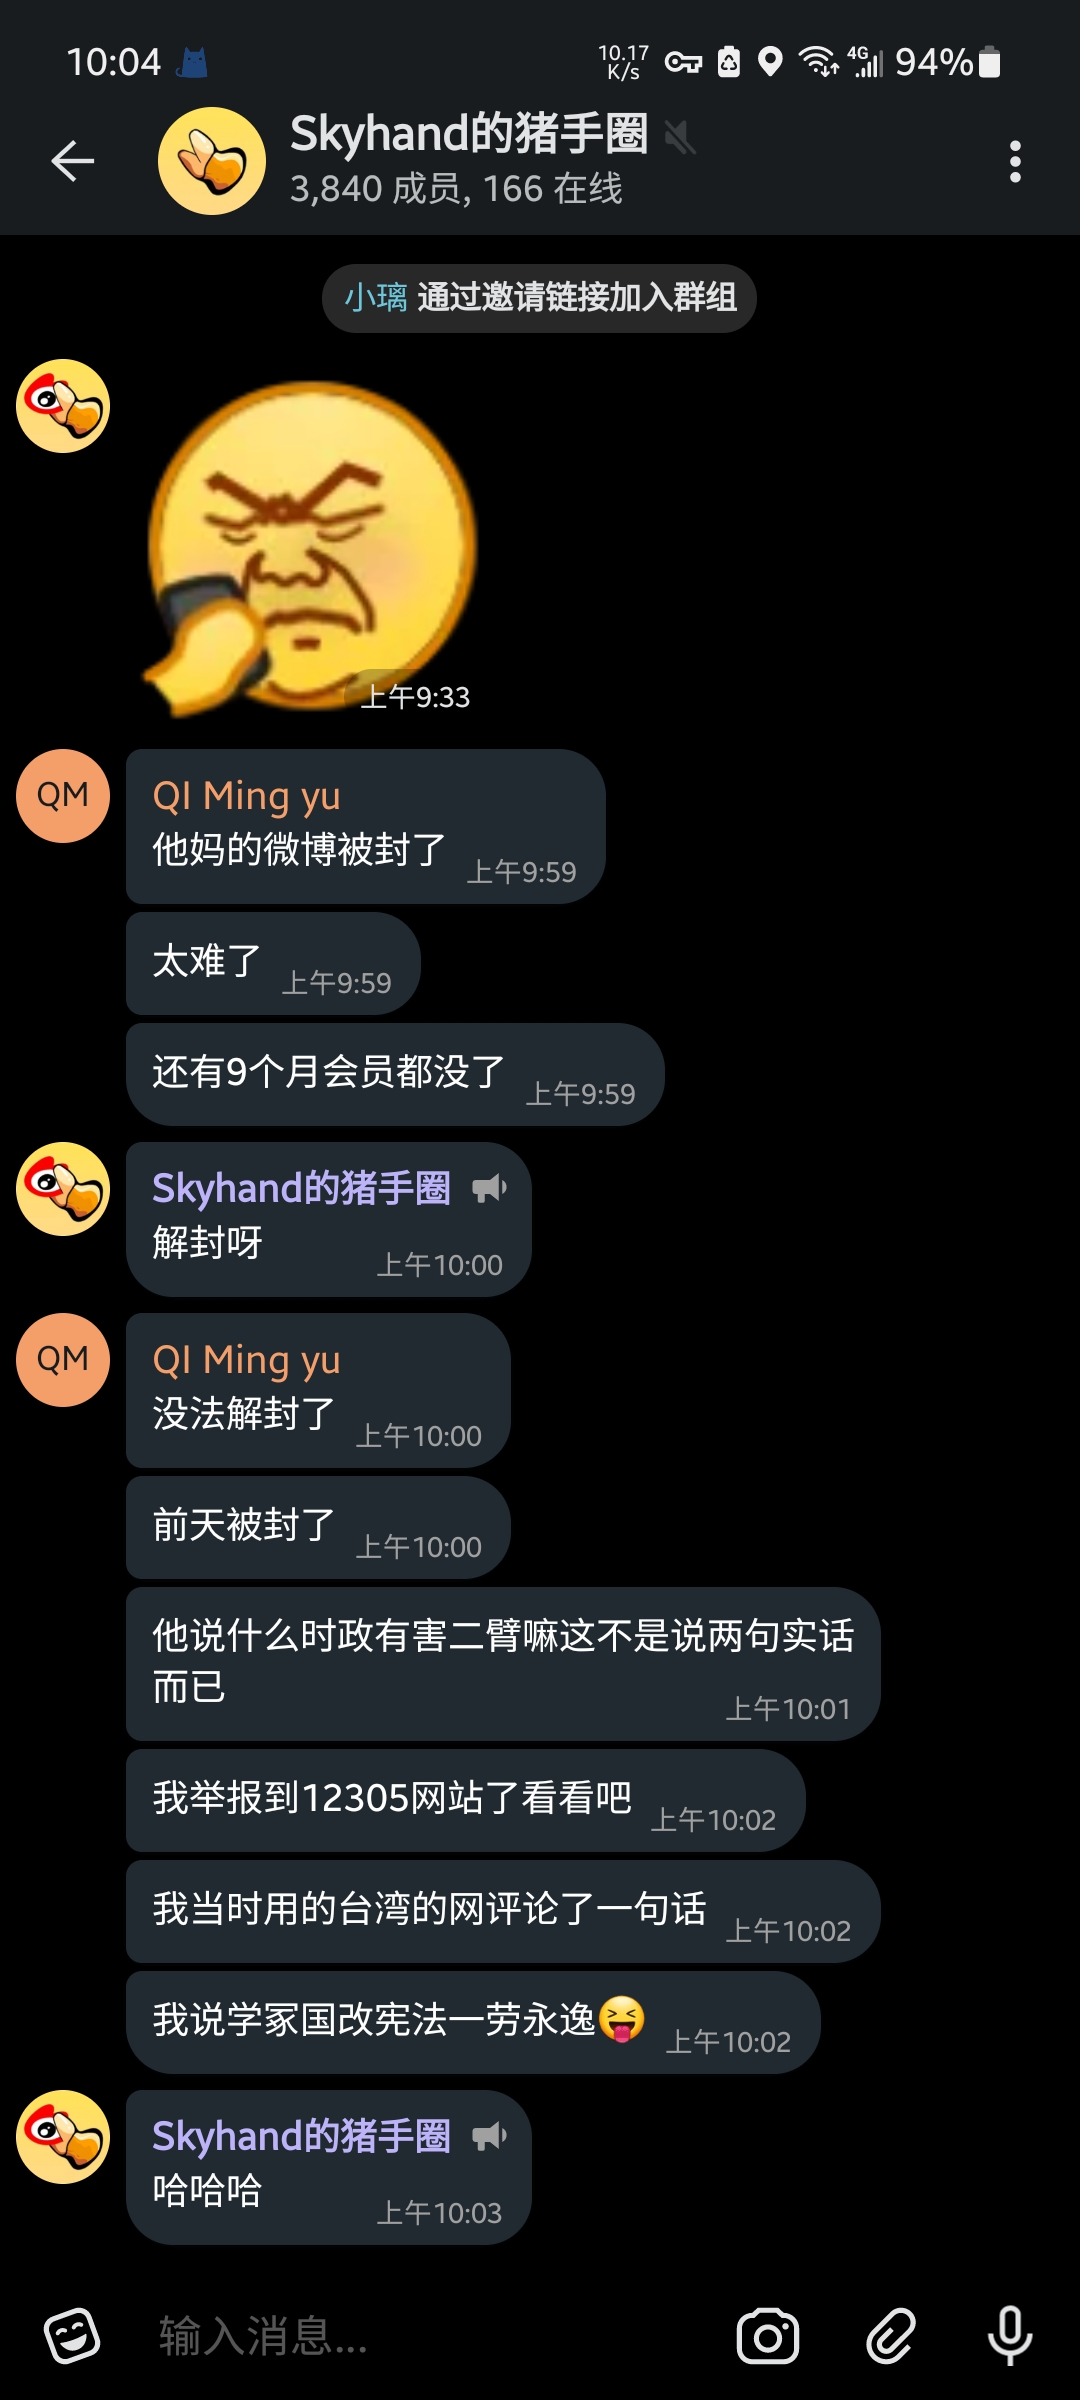 10:04
10.17
K/s
4G
94%
Skyhand的猪手圈
3,840 成员, 166 在线
小璃 通过邀请链接加入群组
上午9:33
QM
QI Ming yu
他妈的微博被封了
上午9:59
太难了
上午9:59
还有9个月会员都没了
上午9:59
Skyhand的猪手圈
解封呀
上午10:00
QM
QI Ming yu
没法解封了
上午10:00
前天被封了
上午10:00
他说什么时政有害二臂嘛这不是说两句实话
而已
上午10:01
我举报到12305网站了看看吧
上午10:02
我当时用的台湾的网评论了一句话
上午10:02
我说学冢国改宪法一劳永逸😝
上午10:02
Skyhand的猪手圈
哈哈哈
上午10:03
输入消息...